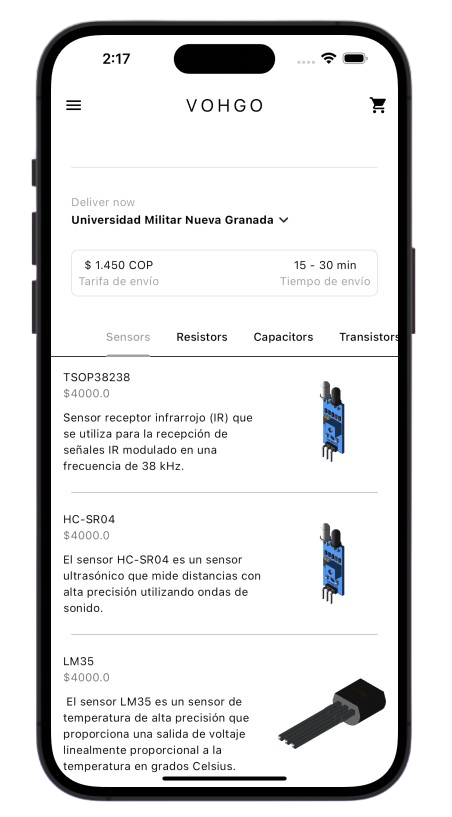 2:17
VOHGO
Deliver now
Universidad Militar Nueva Granada
$ 1.450 COP 15 - 30 min
Tarifa de envío Tiempo de envío
Sensors Resistors Capacitors Transistors
TSOP38238
$4000.0
Sensor receptor infrarrojo (IR) que
se utiliza para la recepción de
señales IR modulado en una
frecuencia de 38 kHz.
HC-SR04
$4000.0
El sensor HC-SR04 es un sensor
ultrasónico que mide distancias con
alta precisión utilizando ondas de
sonido.
LM35
$4000.0
El sensor LM35 es un sensor de
temperatura de alta precisión que
proporciona una salida de voltaje
linealmente proporcional a la
temperatura en grados Celsius.